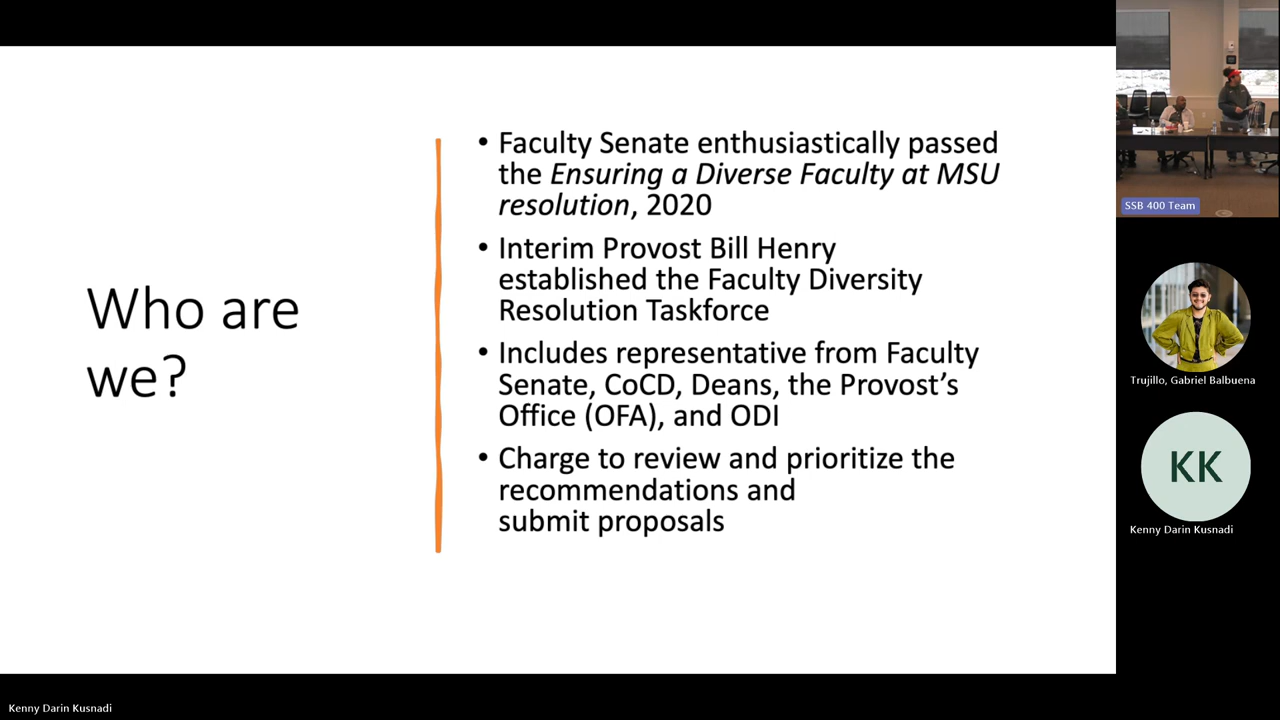 Who are
we?
• Faculty Senate enthusiastically passed
the Ensuring a Diverse Faculty at MSU
resolution, 2020
• Interim Provost Bill Henry
established the Faculty Diversity
Resolution Taskforce
• Includes representative from Faculty
Senate, CoCD, Deans, the Provost’s
Office (OFA), and ODI
• Charge to review and prioritize the
recommendations and
submit proposals
SSB 400 Team
Trujillo, Gabriel Balbuena
KK
Kenny Darin Kusnadi
Kenny Darin Kusnadi